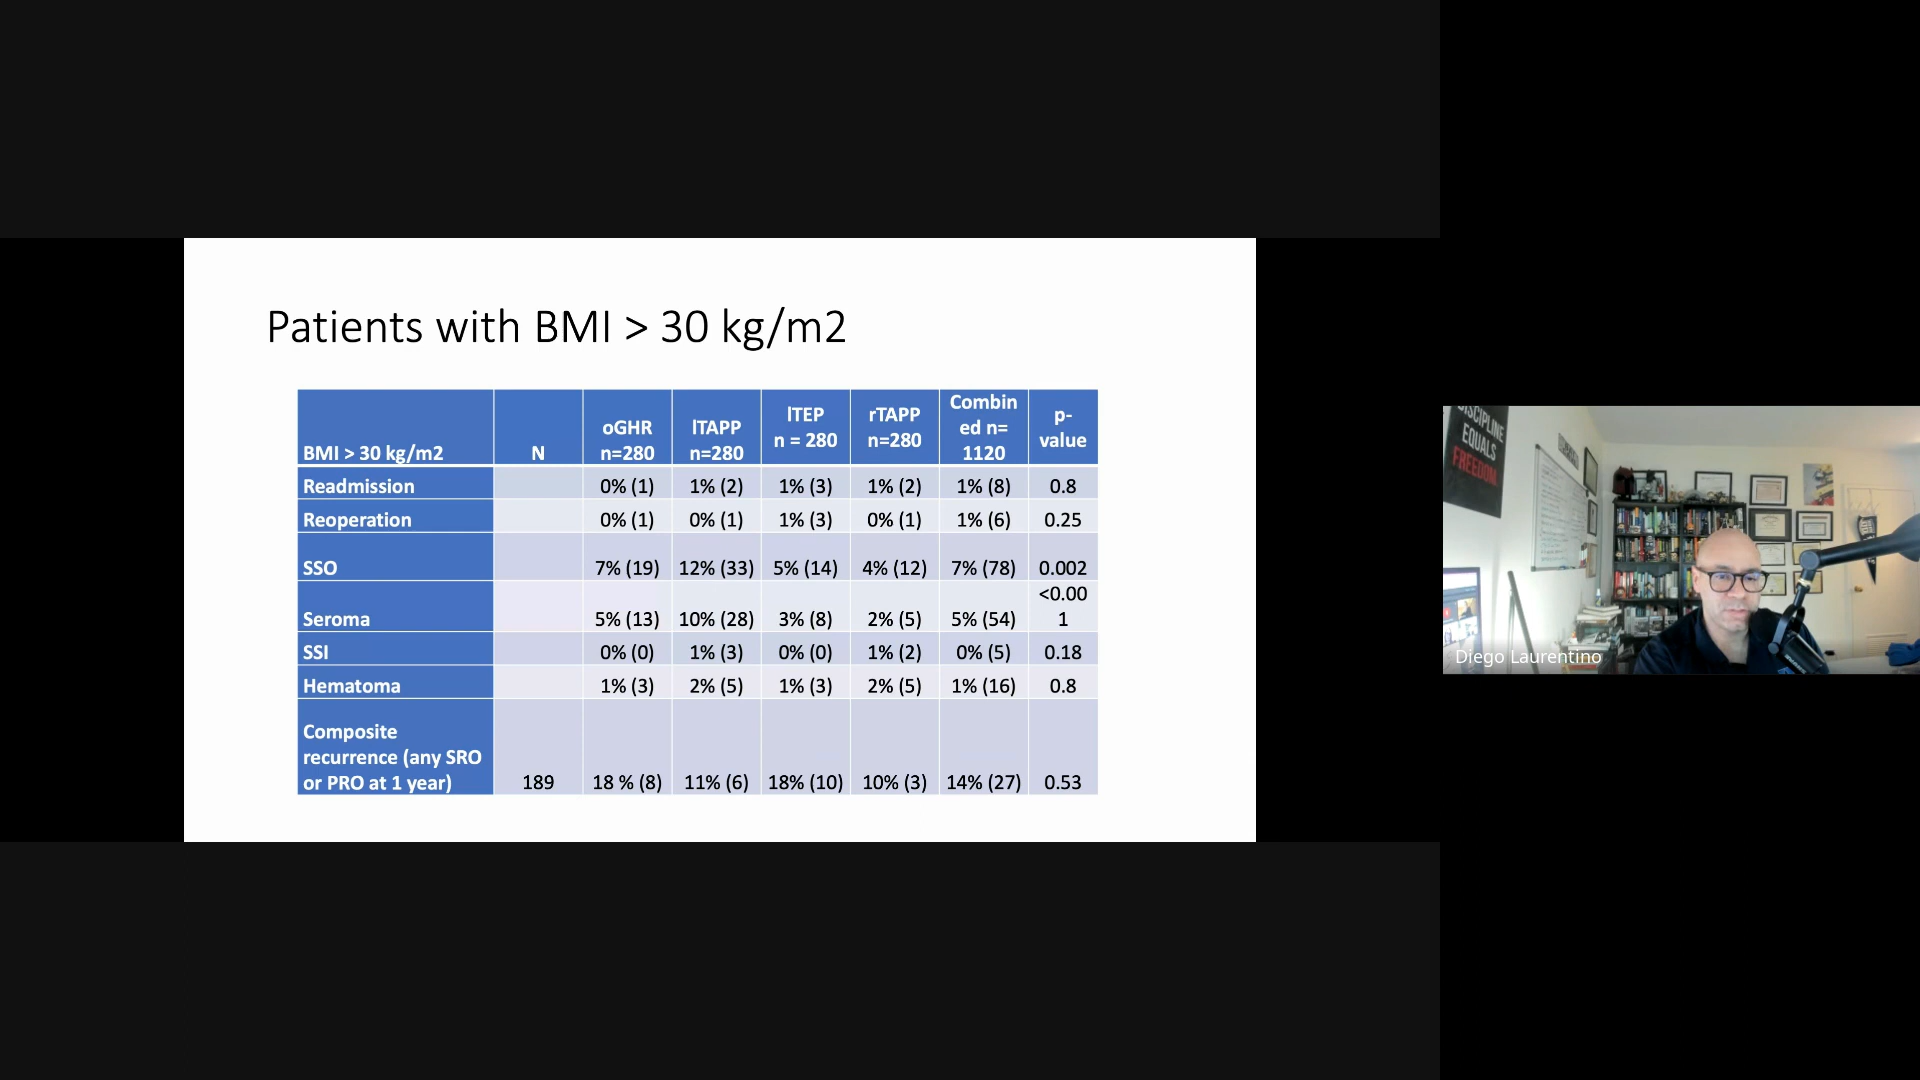 Patients with BMI > 30 kg/m2
BMI > 30 kg/m2 N oGHR n=280 lTAPP n=280 lTEP n = 280 rTAPP n=280 Combin ed n= 1120 p- value
Readmission 0% (1) 1% (2) 1% (3) 1% (2) 1% (8) 0.8
Reoperation 0% (1) 0% (1) 1% (3) 0% (1) 1% (6) 0.25
SSO 7% (19) 12% (33) 5% (14) 4% (12) 7% (78) 0.002
Seroma 5% (13) 10% (28) 3% (8) 2% (5) 5% (54) <0.00 1
SSI 0% (0) 1% (3) 0% (0) 1% (2) 0% (5) 0.18
Hematoma 1% (3) 2% (5) 1% (3) 2% (5) 1% (16) 0.8
Composite
recurrence (any SRO
or PRO at 1 year) 189 18 % (8) 11% (6) 18% (10) 10% (3) 14% (27) 0.53
DISCIPLINE
EQUALS
FREEDOM
Diego Laurentino